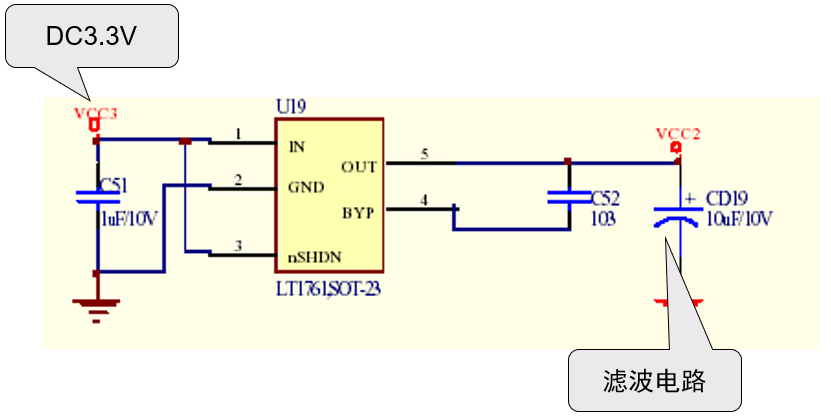 DC3.3V
VCC3
U19
1
IN
2
GND
3
nSHDN
OUT
5
BYP
4
LT1761,SOT-23
C51
1uF/10V
VCC2
C52
103
+
CD19
10uF/10V
滤波电路